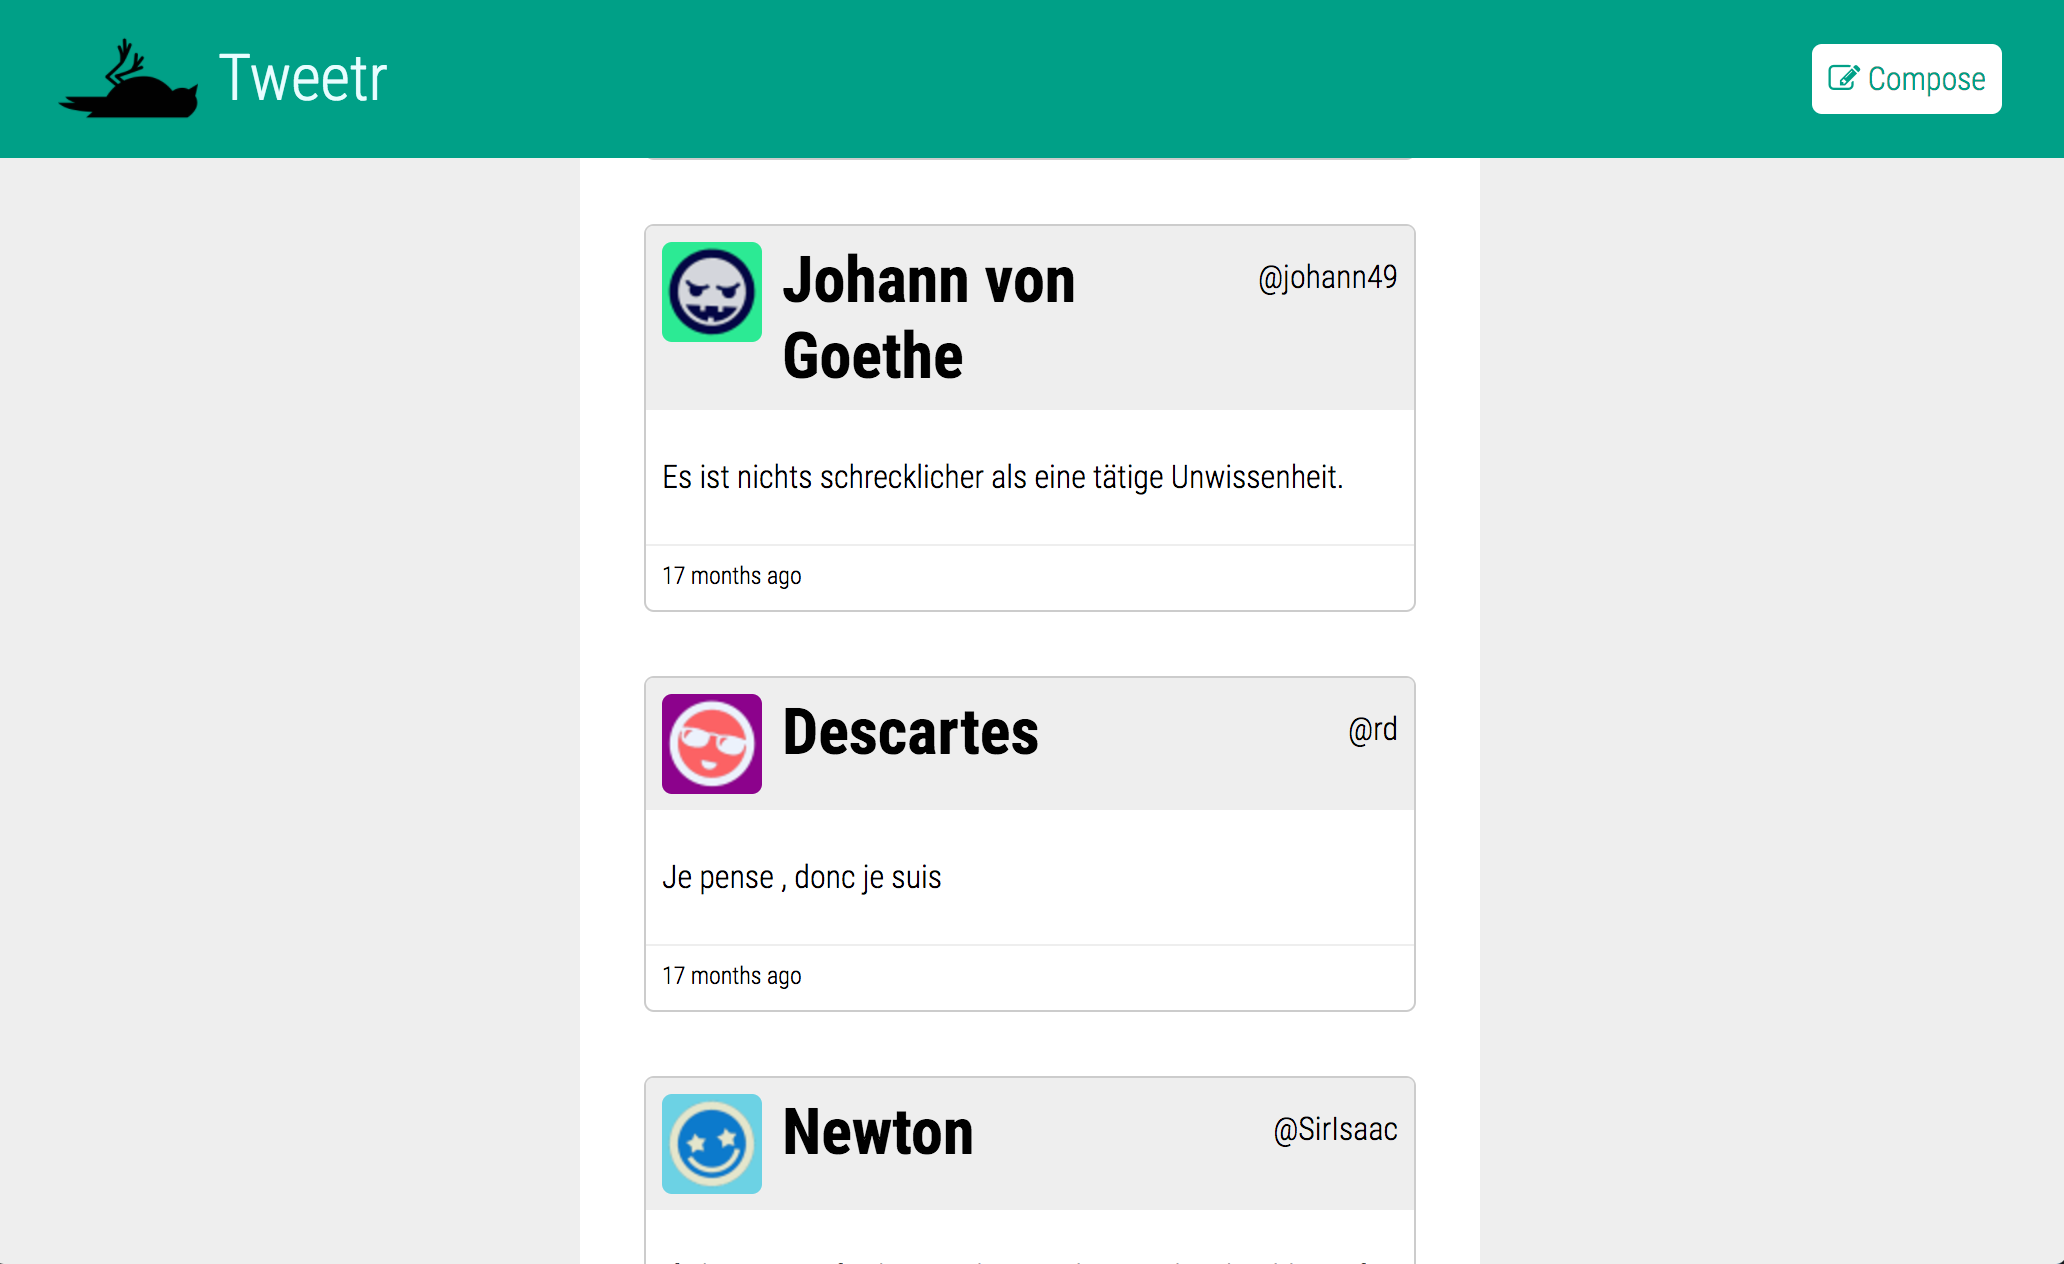 Tweetr
Compose
Johann von
Goethe
@johann49
Es ist nichts schrecklicher als eine tätige Unwissenheit.
17 months ago
Descartes
@rd
Je pense , donc je suis
17 months ago
Newton
@SirIsaac